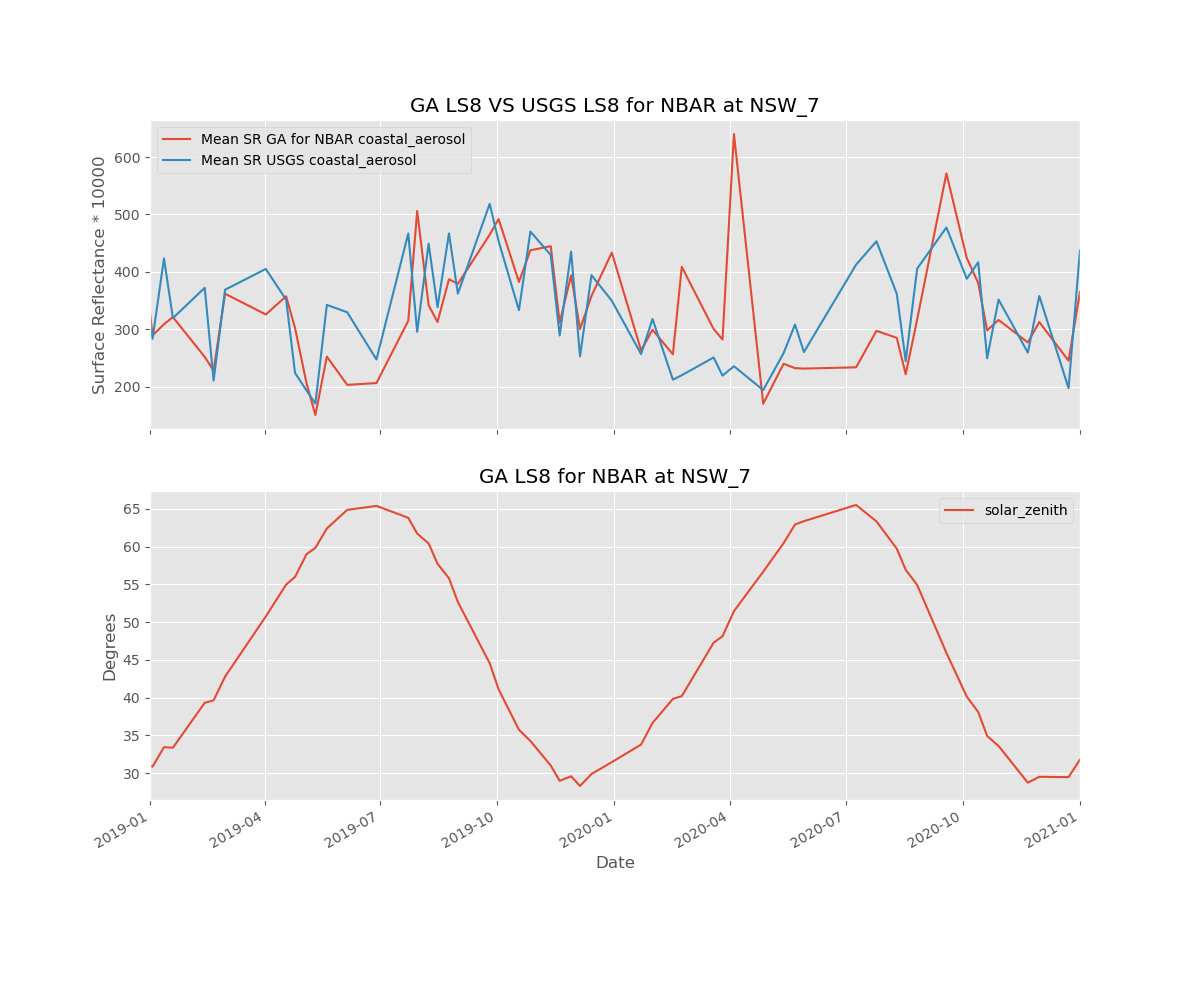 GA LS8 VS USGS LS8 for NBAR at NSW_7
Mean SR GA for NBAR coastal_aerosol
Mean SR USGS coastal_aerosol
Surface Reflectance * 10000
600
500
400
300
200
GA LS8 for NBAR at NSW_7
solar_zenith
Degrees
65
60
55
50
45
40
35
30
2019-01
2019-04
2019-07
2019-10
2020-01
2020-04
2020-07
2020-10
2021-01
Date